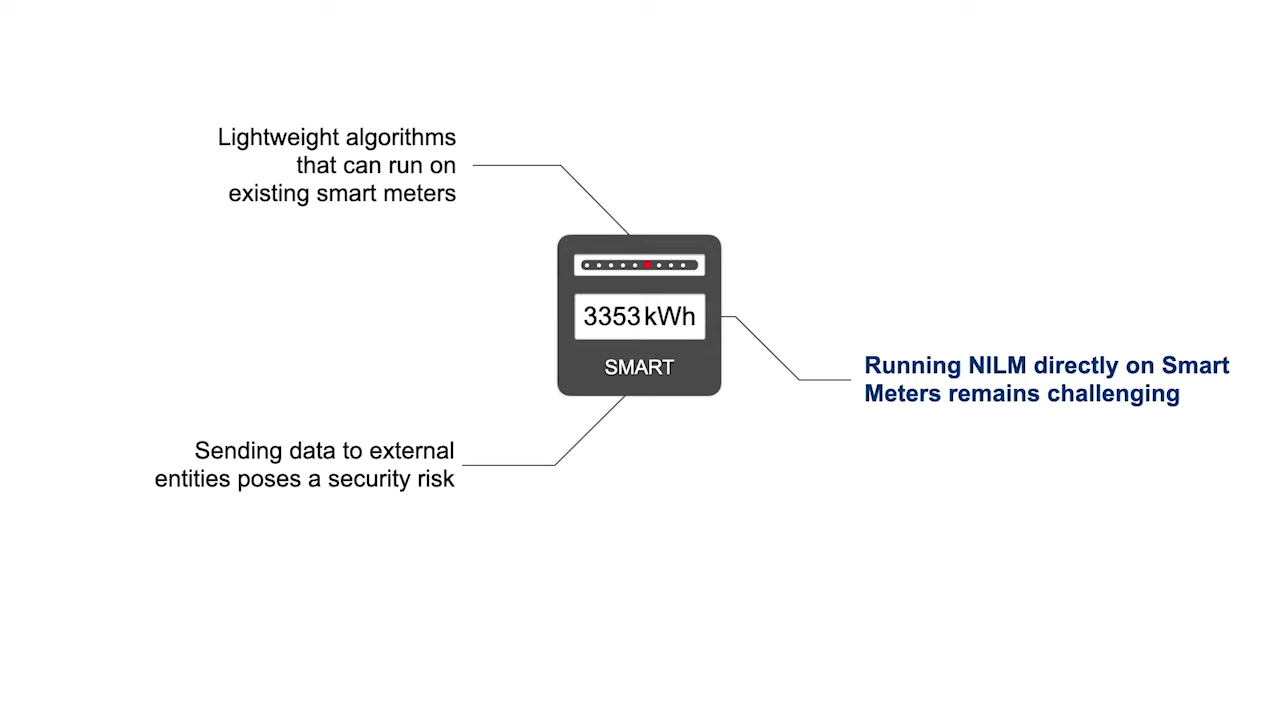 Lightweight algorithms
that can run on
existing smart meters
3353 kWh
SMART
Running NILM directly on Smart
Meters remains challenging
Sending data to external
entities poses a security risk